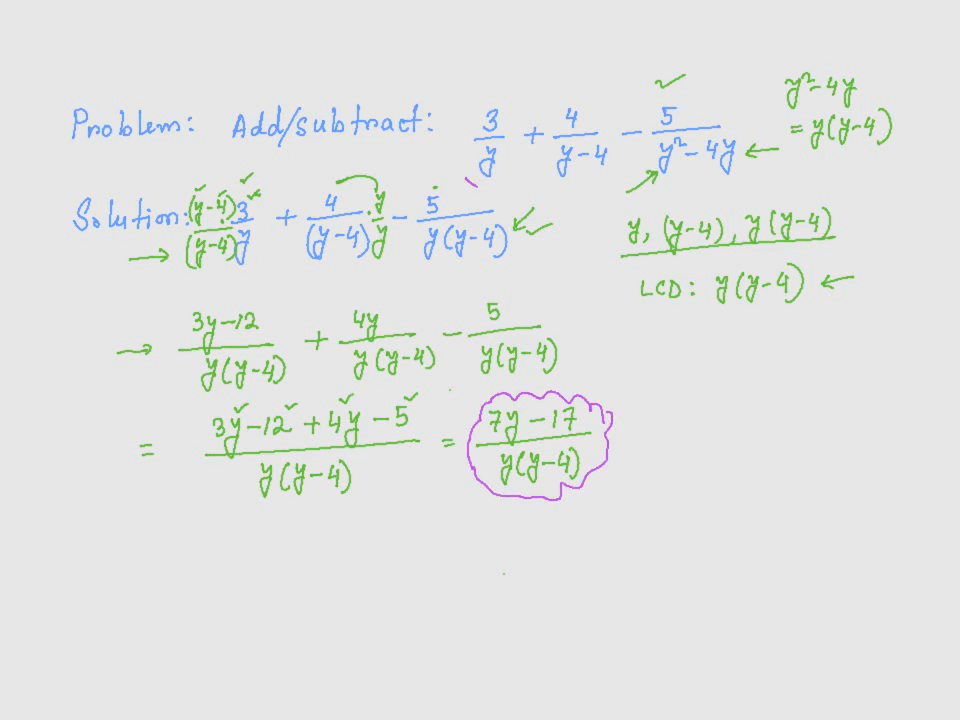 Problem: Add/subtract: 3/y + 4/(y-4) - 5/(y²-4y) ←
y²-4y
= y(y-4)
Solution: (y-4)/(y-4) · 3/y + 4/(y-4) · y/y - 5/(y(y-4))
y, (y-4), y(y-4)
LCD: y(y-4) ←
→ (3y-12)/(y(y-4)) + 4y/(y(y-4)) - 5/(y(y-4))
= (3y-12+4y-5)/(y(y-4)) = (7y-17)/(y(y-4))